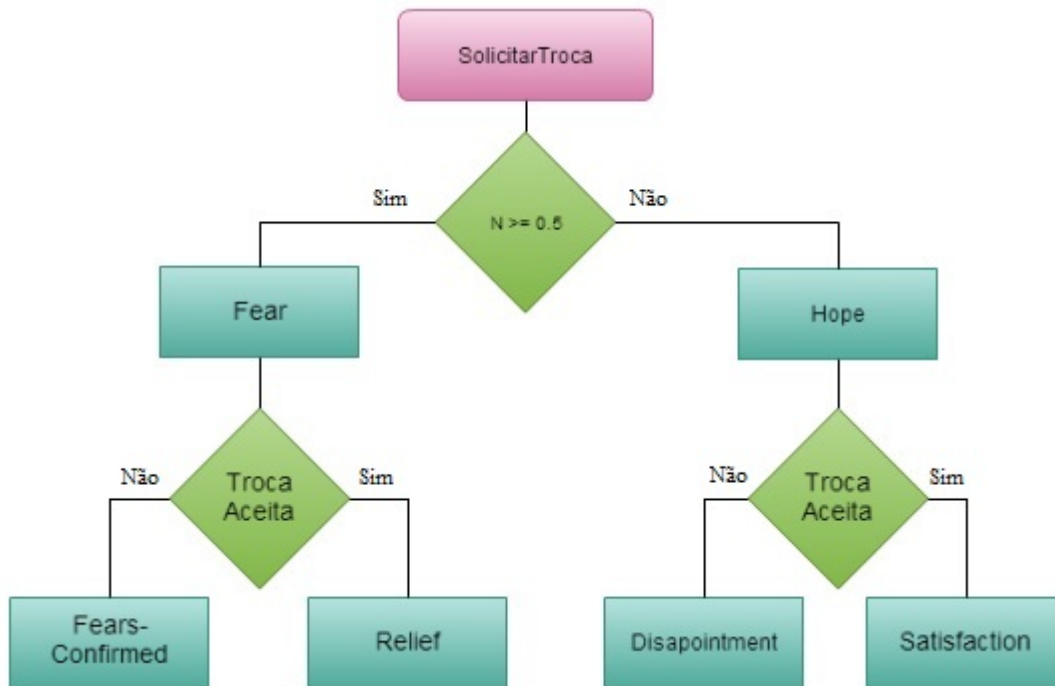 SolicitarTroca
Sim
Não
N >= 0.5
Fear
Hope
Não
Troca
Aceita
Sim
Não
Troca
Aceita
Sim
Fears-
Confirmed
Relief
Disapointment
Satisfaction